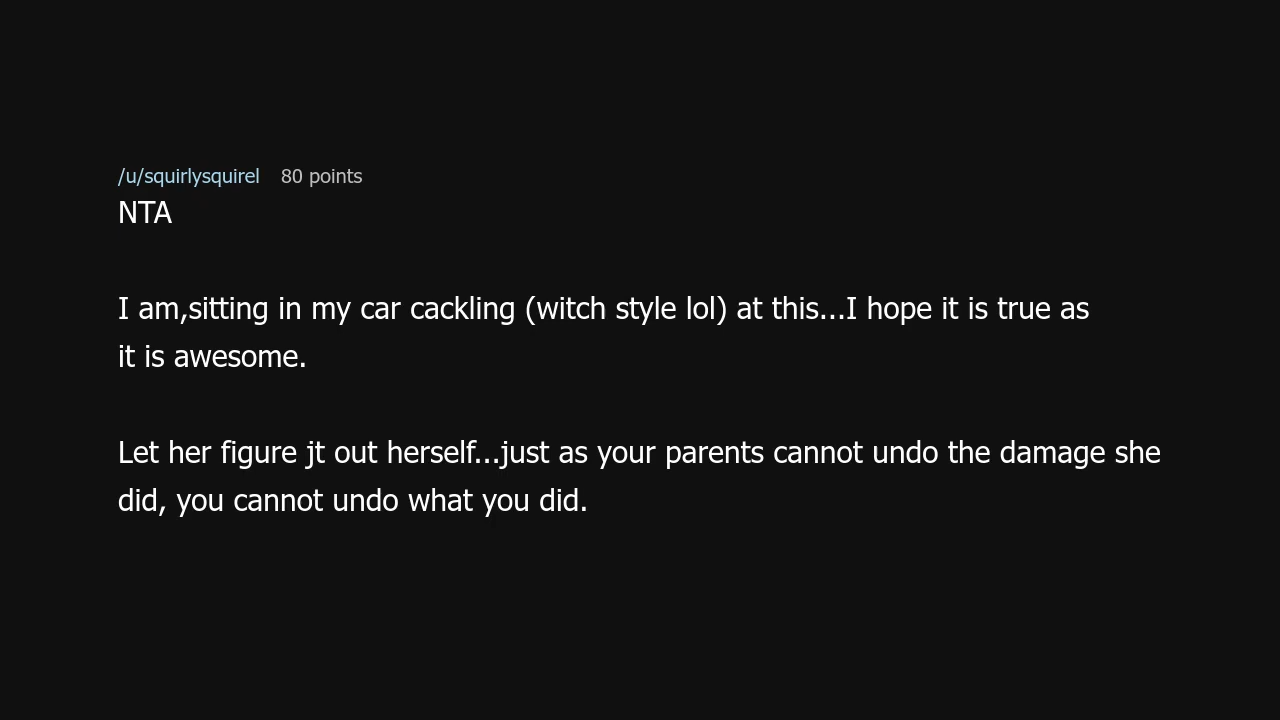 /u/squirlysquirel 80 points
NTA
I am,sitting in my car cackling (witch style lol) at this...I hope it is true as
it is awesome.
Let her figure jt out herself...just as your parents cannot undo the damage she
did, you cannot undo what you did.